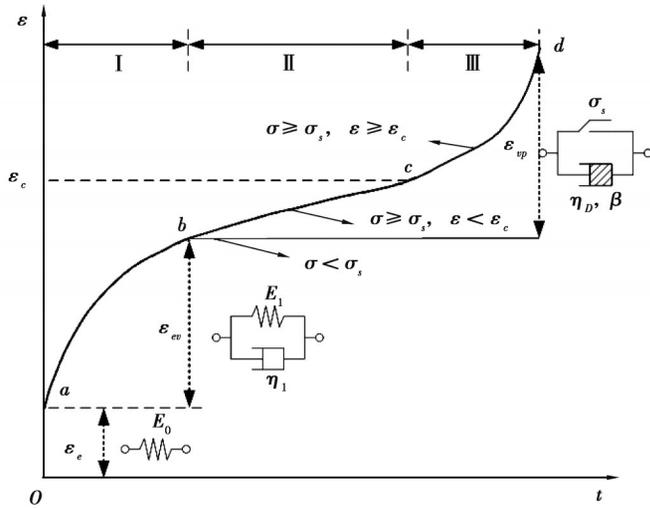 ε
d
Ⅰ Ⅱ Ⅲ
σ≥σs, ε≥εc
εvp
σs
ηD, β
εc
c
σ≥σs, ε<εc
b
σ<σs
E1
εev
η1
a
E0
εe
O
t